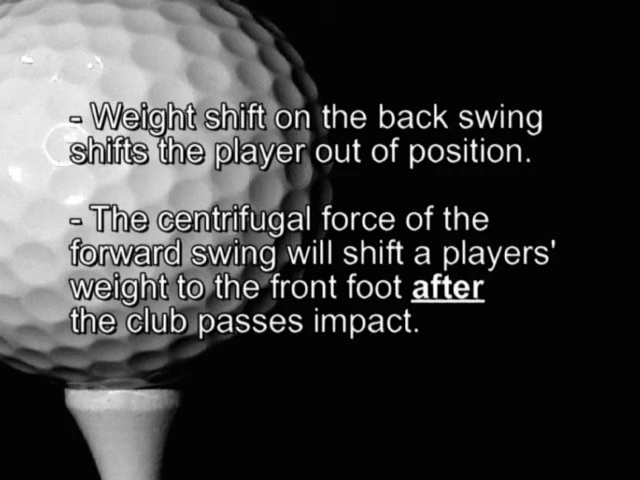 - Weight shift on the back swing
shifts the player out of position.
- The centrifugal force of the
forward swing will shift a players'
weight to the front foot after
the club passes impact.